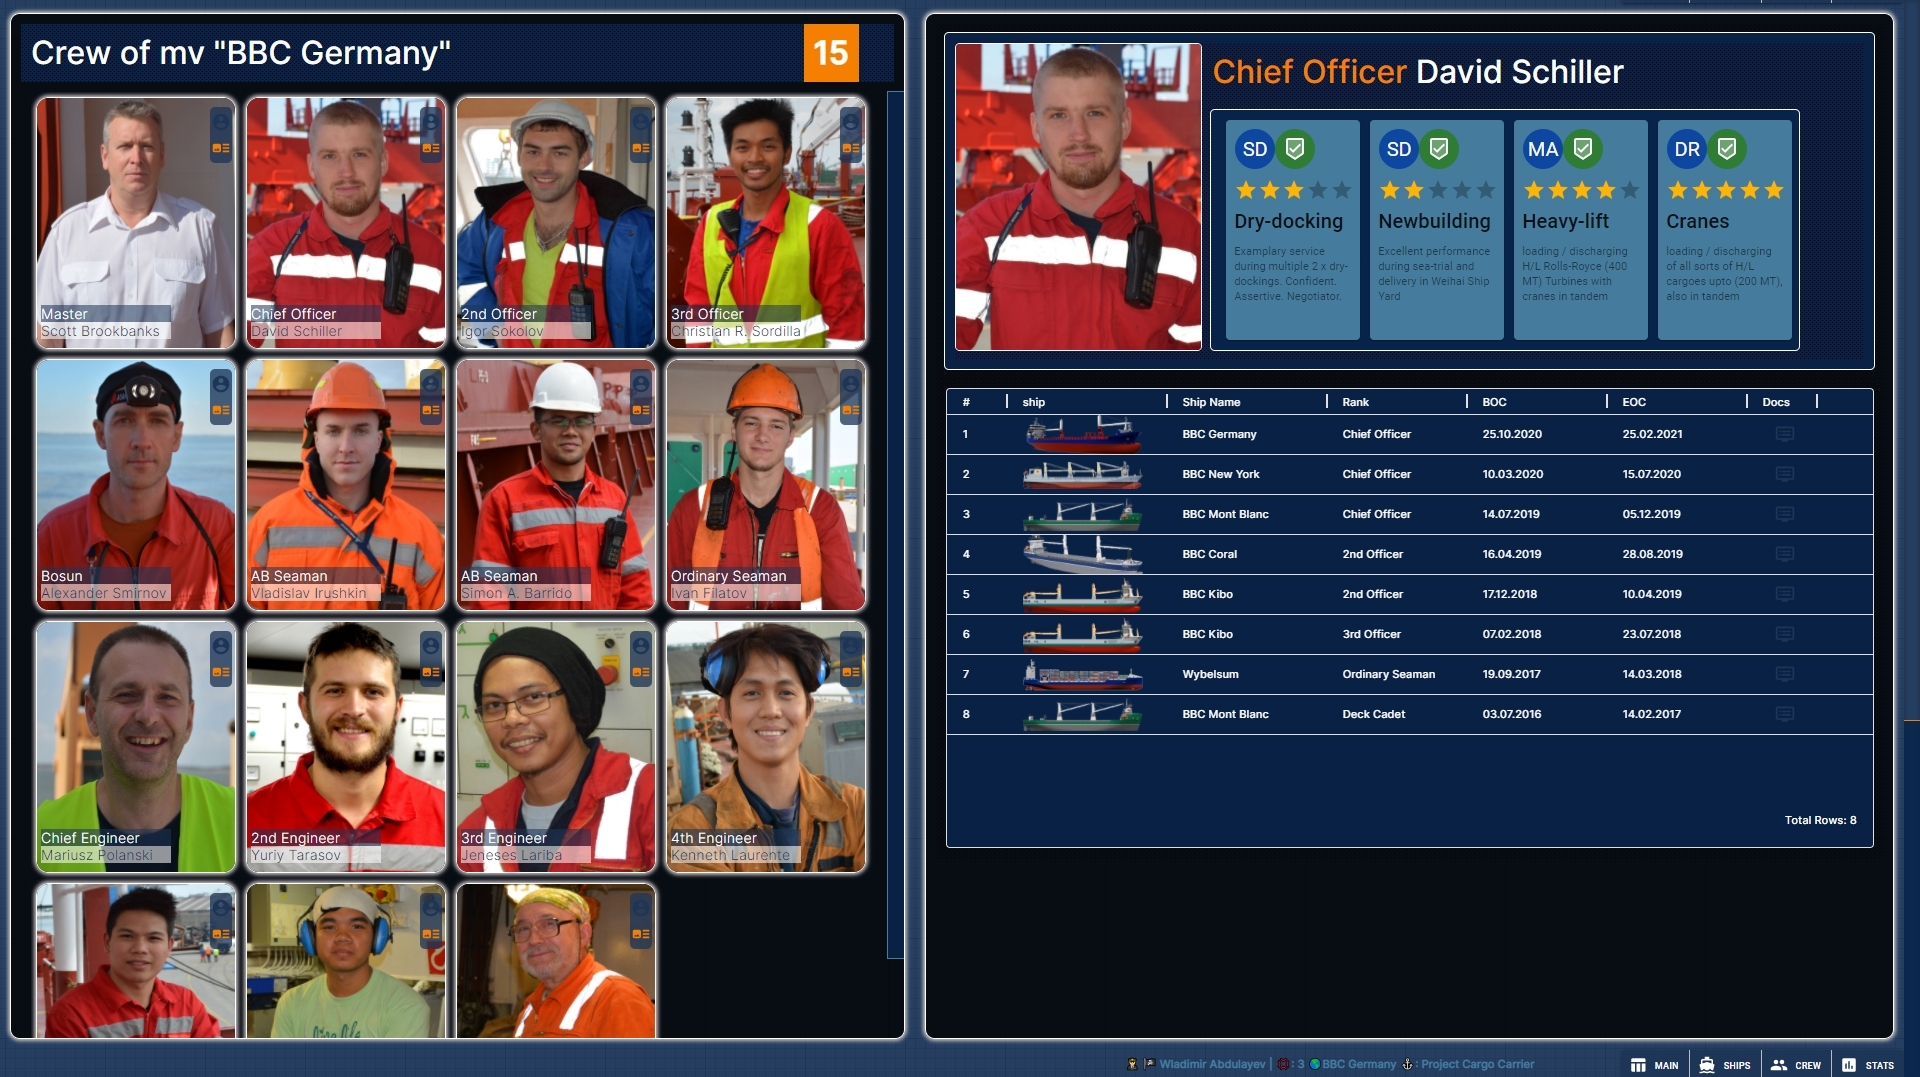 Crew of mv "BBC Germany"
15
Master
Scott Brookbanks
Chief Officer
David Schiller
2nd Officer
Igor Sokolov
3rd Officer
Christian R. Sordilla
Bosun
Alexander Smirnov
AB Seaman
Vladislav Irushkin
AB Seaman
Simon A. Barrido
Ordinary Seaman
Ivan Filatov
Chief Engineer
Mariusz Polanski
2nd Engineer
Yuriy Tarasov
3rd Engineer
Jeneses Lariba
4th Engineer
Kenneth Laurente
Chief Officer David Schiller
SD
Dry-docking
Examplary service
during multiple 2 x dry-
dockings. Confident.
Assertive. Negotiator.
SD
Newbuilding
Excellent performance
during sea-trial and
delivery in Weihai Ship
Yard
MA
Heavy-lift
loading / discharging
H/L Rolls-Royce (400
MT) Turbines with
cranes in tandem
DR
Cranes
loading / discharging
of all sorts of H/L
cargoes upto (200 MT),
also in tandem
# ship Ship Name Rank BOC EOC Docs
1 BBC Germany Chief Officer 25.10.2020 25.02.2021
2 BBC New York Chief Officer 10.03.2020 15.07.2020
3 BBC Mont Blanc Chief Officer 14.07.2019 05.12.2019
4 BBC Coral 2nd Officer 16.04.2019 28.08.2019
5 BBC Kibo 2nd Officer 17.12.2018 10.04.2019
6 BBC Kibo 3rd Officer 07.02.2018 23.07.2018
7 Wybelsum Ordinary Seaman 19.09.2017 14.03.2018
8 BBC Mont Blanc Deck Cadet 03.07.2016 14.02.2017
Total Rows: 8
Wladimir Abdulayev | : 3 BBC Germany : Project Cargo Carrier
MAIN
SHIPS
CREW
STATS